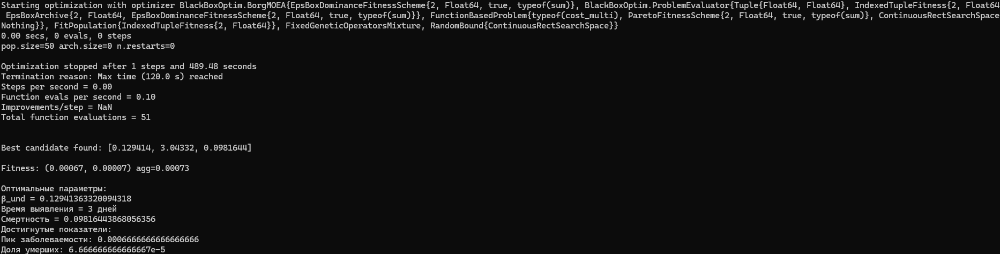 Starting optimization with optimizer BlackBoxOptim.BorgMOEA{EpsBoxDominanceFitnessScheme{2, Float64, true, typeof(sum)}, BlackBoxOptim.ProblemEvaluator{Tuple{Float64, Float64}, IndexedTupleFitness{2, Float64
EpsBoxArchive{2, Float64, EpsBoxDominanceFitnessScheme{2, Float64, true, typeof(sum)}}, FunctionBasedProblem{typeof(cost_multi), ParetoFitnessScheme{2, Float64, true, typeof(sum)}, ContinuousRectSearchSpace
Nothing}}, FitPopulation{IndexedTupleFitness{2, Float64}}, FixedGeneticOperatorsMixture, RandomBound{ContinuousRectSearchSpace}}
0.00 secs, 0 evals, 0 steps
pop.size=50 arch.size=0 n.restarts=0
Optimization stopped after 1 steps and 489.48 seconds
Termination reason: Max time (120.0 s) reached
Steps per second = 0.00
Function evals per second = 0.10
Improvements/step = NaN
Total function evaluations = 51
Best candidate found: [0.129414, 3.04332, 0.0981644]
Fitness: (0.00067, 0.00007) agg=0.00073
Оптимальные параметры:
β_und = 0.12941363320094318
Время выявления = 3 дней
Смертность = 0.09816443868056356
Достигнутые показатели:
Пик заболеваемости: 0.0006666666666666666
Доля умерших: 6.666666666666667e-5